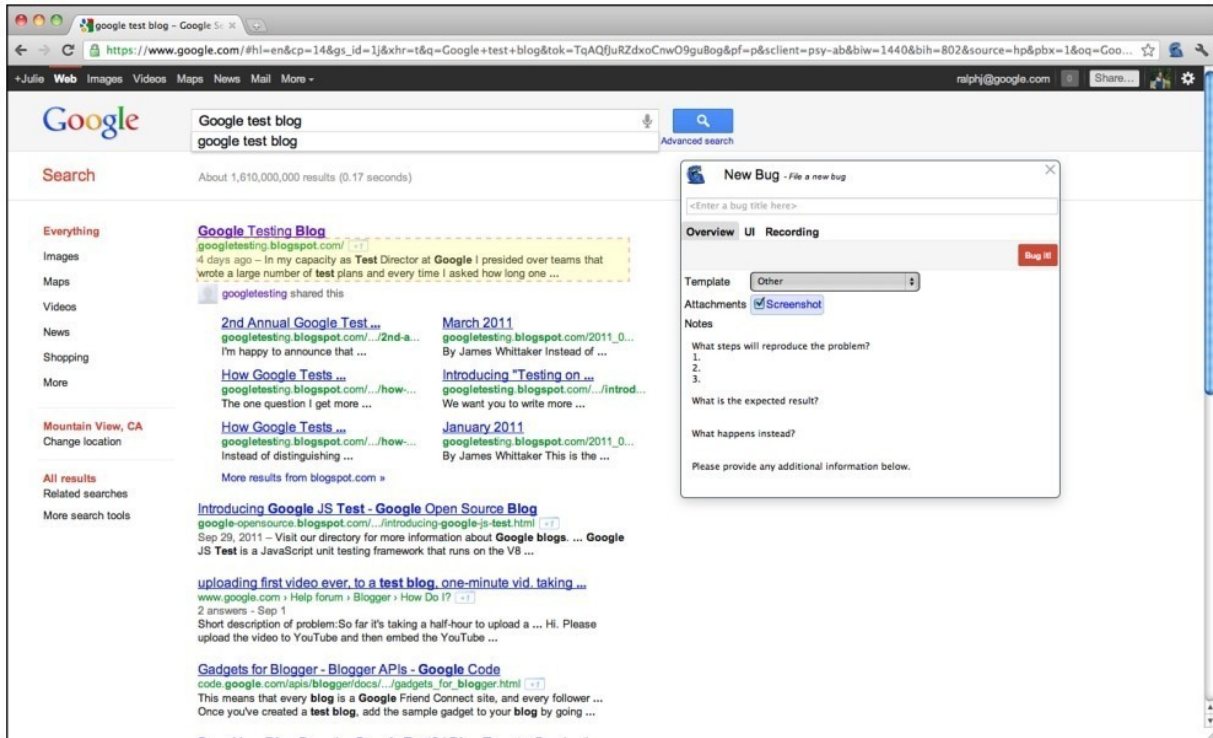 google test blog – Google Se
https://www.google.com/#hl=en&cp=14&gs_id=1j&xhr=t&q=Google+test+blog&tok=TqAQfJuRZdxoCnwO9guBog&pf=p&sclient=psy-ab&biw=1440&bih=802&source=hp&pbx=1&oq=Goo...
+Julie Web Images Videos Maps News Mail More
ralphj@google.com 0 Share...
Google
Google test blog
google test blog
Advanced search
Search
About 1,610,000,000 results (0.17 seconds)
Everything
Images
Maps
Videos
News
Shopping
More
Mountain View, CA
Change location
All results
Related searches
More search tools
Google Testing Blog
googletesting.blogspot.com/ +1
4 days ago – In my capacity as Test Director at Google I presided over teams that
wrote a large number of test plans and every time I asked how long one ...
googletesting shared this
2nd Annual Google Test ...
googletesting.blogspot.com/.../2nd-a...
I'm happy to announce that ...
March 2011
googletesting.blogspot.com/2011_0...
By James Whittaker Instead of ...
How Google Tests ...
googletesting.blogspot.com/.../how-...
The one question I get more ...
Introducing "Testing on ...
googletesting.blogspot.com/.../introd...
We want you to write more ...
How Google Tests ...
googletesting.blogspot.com/.../how-...
Instead of distinguishing ...
January 2011
googletesting.blogspot.com/2011_0...
By James Whittaker This is the ...
More results from blogspot.com »
Introducing Google JS Test - Google Open Source Blog
google-opensource.blogspot.com/.../introducing-google-js-test.html +1
Sep 29, 2011 – Visit our directory for more information about Google blogs. ... Google
JS Test is a JavaScript unit testing framework that runs on the V8 ...
uploading first video ever, to a test blog, one-minute vid. taking ...
www.google.com › Help forum › Blogger › How Do I? +1
2 answers - Sep 1
Short description of problem:So far it's taking a half-hour to upload a ... Hi. Please
upload the video to YouTube and then embed the YouTube ...
Gadgets for Blogger - Blogger APIs - Google Code
code.google.com/apis/blogger/docs/.../gadgets_for_blogger.html +1
This means that every blog is a Google Friend Connect site, and every follower ...
Once you've created a test blog, add the sample gadget to your blog by going ...
New Bug - File a new bug
<Enter a bug title here>
Overview UI Recording
Bug it!
Template Other
Attachments Screenshot
Notes
What steps will reproduce the problem?
1.
2.
3.
What is the expected result?
What happens instead?
Please provide any additional information below.